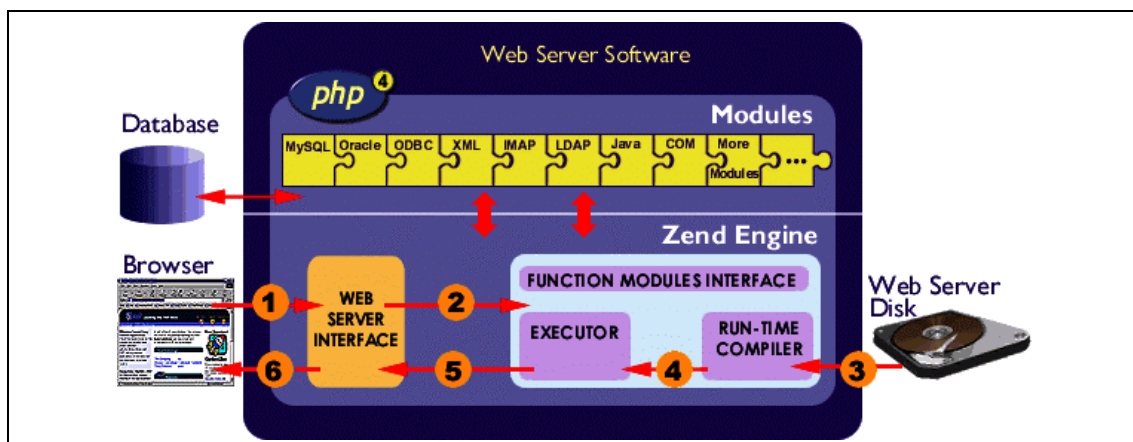 Web Server Software
php 4
Modules
Database
MySQL Oracle ODBC XML IMAP LDAP Java COM More Modules ...
Zend Engine
Browser
FUNCTION MODULES INTERFACE
Web Server
Disk
1
WEB
SERVER
INTERFACE
2
EXECUTOR
RUN-TIME
COMPILER
6
5
4
3